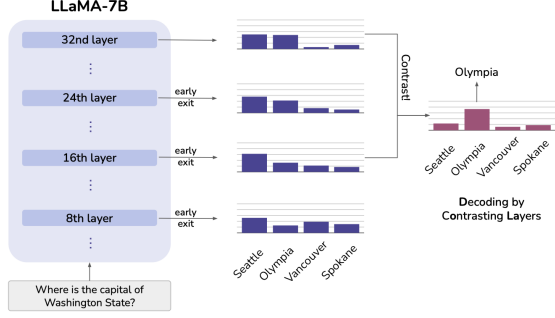 LLaMA-7B
32nd layer
24th layer
early
exit
16th layer
early
exit
8th layer
early
exit
Where is the capital of
Washington State?
Seattle
Olympia
Vancouver
Spokane
Contrast!
Olympia
Seattle
Olympia
Vancouver
Spokane
Decoding by
Contrasting Layers